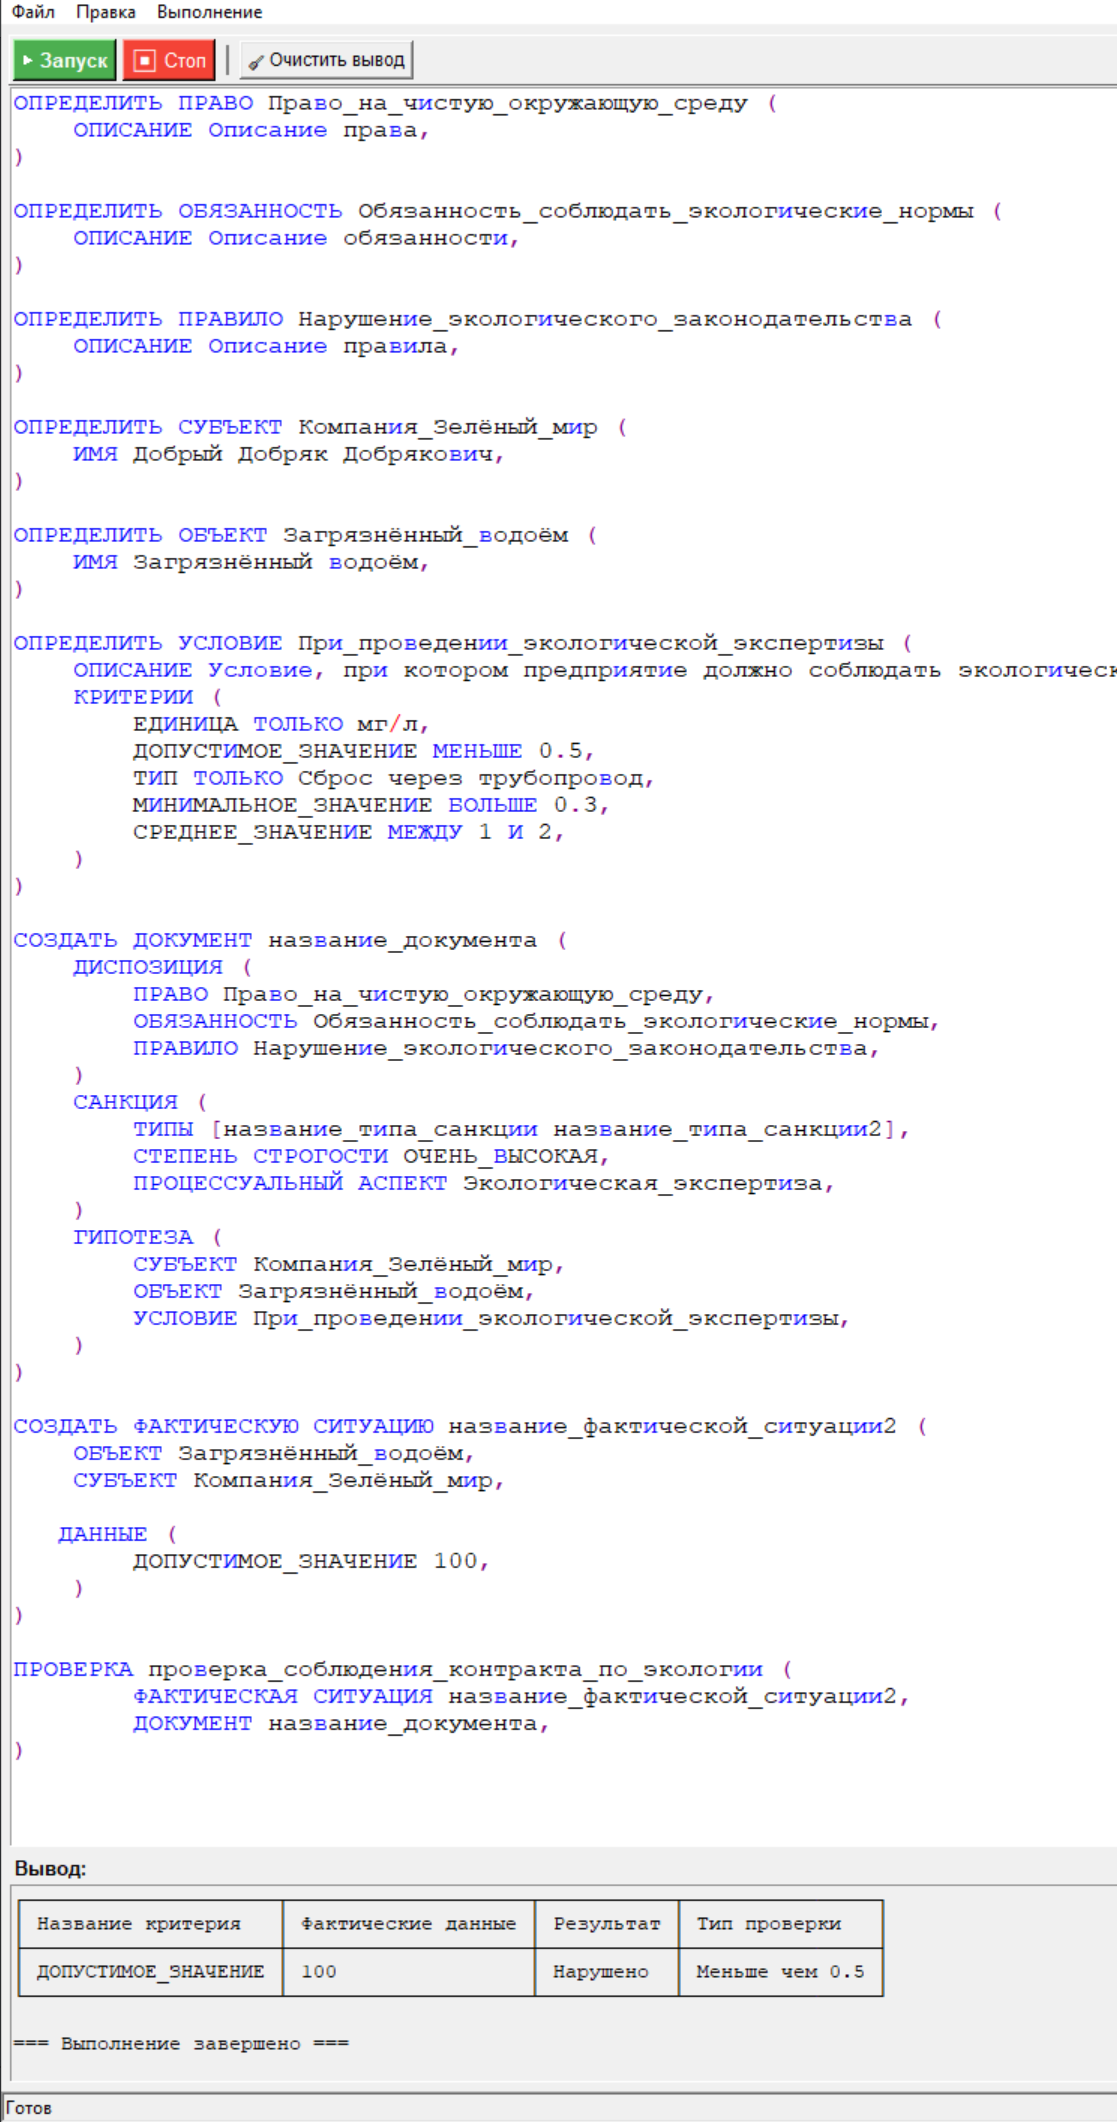 Файл Правка Выполнение
Запуск Стоп Очистить вывод
ОПРЕДЕЛИТЬ ПРАВО Право_на_чистую_окружающую_среду (
ОПИСАНИЕ Описание права,
)
ОПРЕДЕЛИТЬ ОБЯЗАННОСТЬ Обязанность_соблюдать_экологические_нормы (
ОПИСАНИЕ Описание обязанности,
)
ОПРЕДЕЛИТЬ ПРАВИЛО Нарушение_экологического_законодательства (
ОПИСАНИЕ Описание правила,
)
ОПРЕДЕЛИТЬ СУБЪЕКТ Компания_Зелёный_мир (
ИМЯ Добрый Добряк Добрякович,
)
ОПРЕДЕЛИТЬ ОБЪЕКТ Загрязнённый_водоём (
ИМЯ Загрязнённый водоём,
)
ОПРЕДЕЛИТЬ УСЛОВИЕ При_проведении_экологической_экспертизы (
ОПИСАНИЕ Условие, при котором предприятие должно соблюдать экологическ
КРИТЕРИИ (
ЕДИНИЦА ТОЛЬКО мг/л,
ДОПУСТИМОЕ_ЗНАЧЕНИЕ МЕНЬШЕ 0.5,
ТИП ТОЛЬКО Сброс через трубопровод,
МИНИМАЛЬНОЕ_ЗНАЧЕНИЕ БОЛЬШЕ 0.3,
СРЕДНЕЕ_ЗНАЧЕНИЕ МЕЖДУ 1 И 2,
)
)
СОЗДАТЬ ДОКУМЕНТ название_документа (
ДИСПОЗИЦИЯ (
ПРАВО Право_на_чистую_окружающую_среду,
ОБЯЗАННОСТЬ Обязанность_соблюдать_экологические_нормы,
ПРАВИЛО Нарушение_экологического_законодательства,
)
САНКЦИЯ (
ТИПЫ [название_типа_санкции название_типа_санкции2],
СТЕПЕНЬ СТРОГОСТИ ОЧЕНЬ_ВЫСОКАЯ,
ПРОЦЕССУАЛЬНЫЙ АСПЕКТ Экологическая_экспертиза,
)
ГИПОТЕЗА (
СУБЪЕКТ Компания_Зелёный_мир,
ОБЪЕКТ Загрязнённый_водоём,
УСЛОВИЕ При_проведении_экологической_экспертизы,
)
)
СОЗДАТЬ ФАКТИЧЕСКУЮ СИТУАЦИЮ название_фактической_ситуации2 (
ОБЪЕКТ Загрязнённый_водоём,
СУБЪЕКТ Компания_Зелёный_мир,
ДАННЫЕ (
ДОПУСТИМОЕ_ЗНАЧЕНИЕ 100,
)
)
ПРОВЕРКА проверка_соблюдения_контракта_по_экологии (
ФАКТИЧЕСКАЯ СИТУАЦИЯ название_фактической_ситуации2,
ДОКУМЕНТ название_документа,
)
Вывод:
Название критерия Фактические данные Результат Тип проверки
ДОПУСТИМОЕ_ЗНАЧЕНИЕ 100 Нарушено Меньше чем 0.5
=== Выполнение завершено ===
Готов